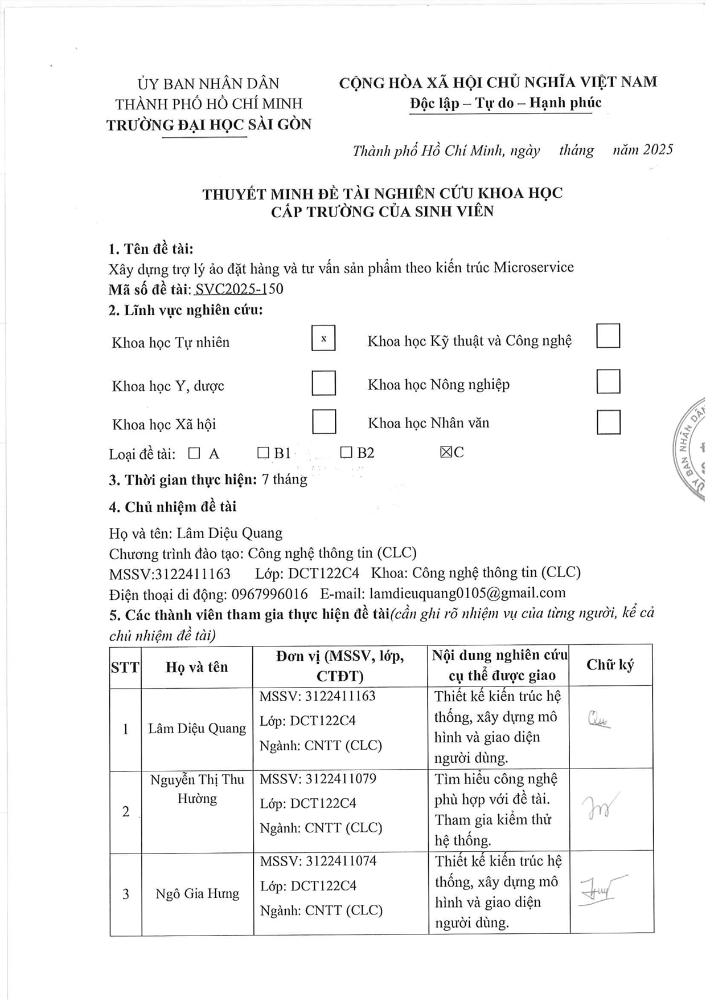 ỦY BAN NHÂN DÂN
THÀNH PHỐ HỒ CHÍ MINH
TRƯỜNG ĐẠI HỌC SÀI GÒN
CỘNG HÒA XÃ HỘI CHỦ NGHĨA VIỆT NAM
Độc lập – Tự do – Hạnh phúc
Thành phố Hồ Chí Minh, ngày tháng năm 2025
THUYẾT MINH ĐỀ TÀI NGHIÊN CỨU KHOA HỌC
CẤP TRƯỜNG CỦA SINH VIÊN
1. Tên đề tài:
Xây dựng trợ lý ảo đặt hàng và tư vấn sản phẩm theo kiến trúc Microservice
Mã số đề tài: SVC2025-150
2. Lĩnh vực nghiên cứu:
Khoa học Tự nhiên x Khoa học Kỹ thuật và Công nghệ
Khoa học Y, dược Khoa học Nông nghiệp
Khoa học Xã hội Khoa học Nhân văn
Loại đề tài: ☐ A ☐ B1 ☐ B2 ☒C
3. Thời gian thực hiện: 7 tháng
4. Chủ nhiệm đề tài
Họ và tên: Lâm Diệu Quang
Chương trình đào tạo: Công nghệ thông tin (CLC)
MSSV:3122411163 Lớp: DCT122C4 Khoa: Công nghệ thông tin (CLC)
Điện thoại di động: 0967996016 E-mail: lamdieuquang0105@gmail.com
5. Các thành viên tham gia thực hiện đề tài(cần ghi rõ nhiệm vụ của từng người, kể cả
chủ nhiệm đề tài)
STT
Họ và tên
Đơn vị (MSSV, lớp,
CTĐT)
Nội dung nghiên cứu
cụ thể được giao
Chữ ký
1
Lâm Diệu Quang
MSSV: 3122411163
Lớp: DCT122C4
Ngành: CNTT (CLC)
Thiết kế kiến trúc hệ
thống, xây dựng mô
hình và giao diện
người dùng.
2
Nguyễn Thị Thu
Hường
MSSV: 3122411079
Lớp: DCT122C4
Ngành: CNTT (CLC)
Tìm hiểu công nghệ
phù hợp với đề tài.
Tham gia kiểm thử
hệ thống.
3
Ngô Gia Hưng
MSSV: 3122411074
Lớp: DCT122C4
Ngành: CNTT (CLC)
Thiết kế kiến trúc hệ
thống, xây dựng mô
hình và giao diện
người dùng.
ỦY BAN NHÂN DÂN